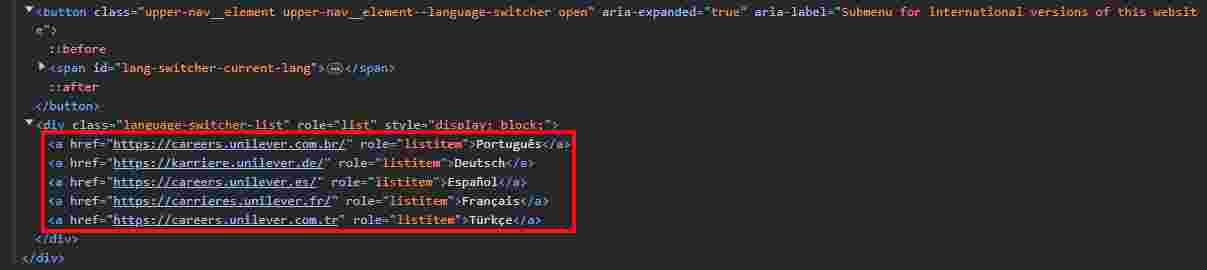 <button class="upper-nav__element upper-nav__element--language-switcher open" aria-expanded="true" aria-label="Submenu for international versions of this websit
e">
::before
<span id="lang-switcher-current-lang">…</span>
::after
</button>
<div class="language-switcher-list" role="list" style="display: block;">
<a href="https://careers.unilever.com.br/" role="listitem">Português</a>
<a href="https://karriere.unilever.de/" role="listitem">Deutsch</a>
<a href="https://careers.unilever.es/" role="listitem">Español</a>
<a href="https://carrieres.unilever.fr/" role="listitem">Français</a>
<a href="https://careers.unilever.com.tr" role="listitem">Türkçe</a>
</div>
</div>